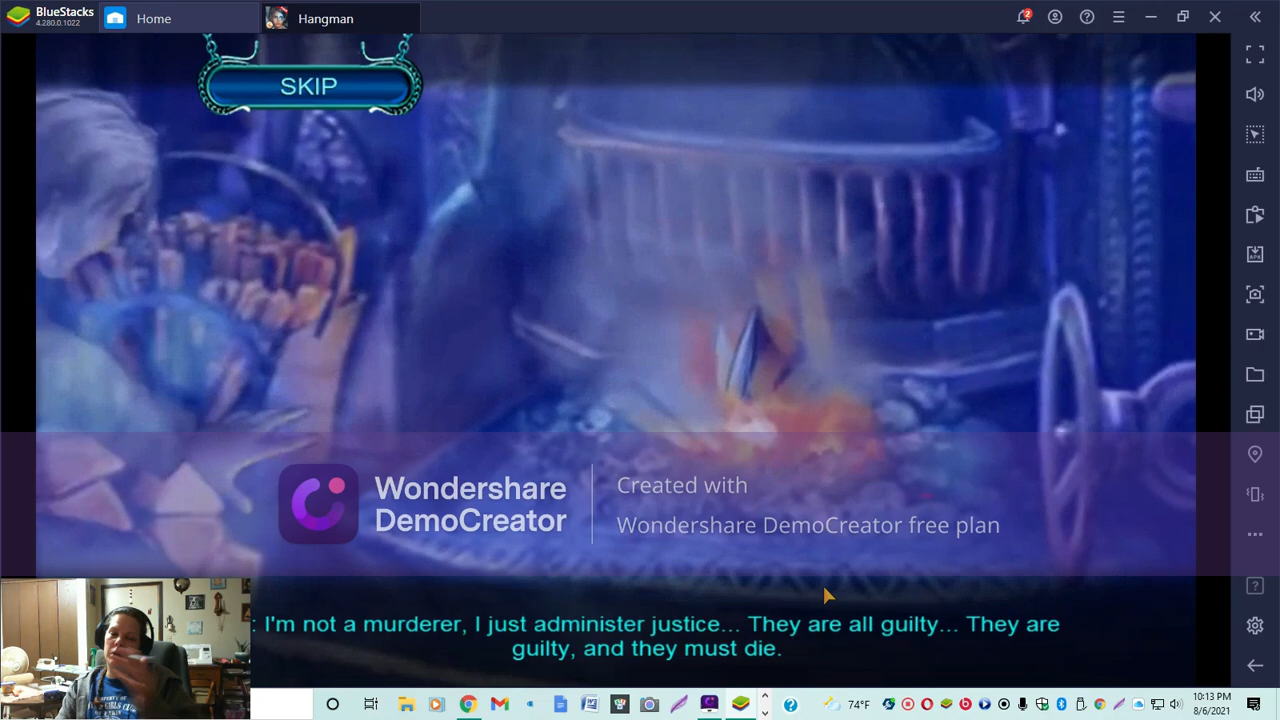 BlueStacks
4.280.0.1022
Home
Hangman
2
SKIP
Wondershare
DemoCreator
Created with
Wondershare DemoCreator free plan
: I'm not a murderer, I just administer justice... They are all guilty... They are
guilty, and they must die.
74°F
10:13 PM
8/6/2021